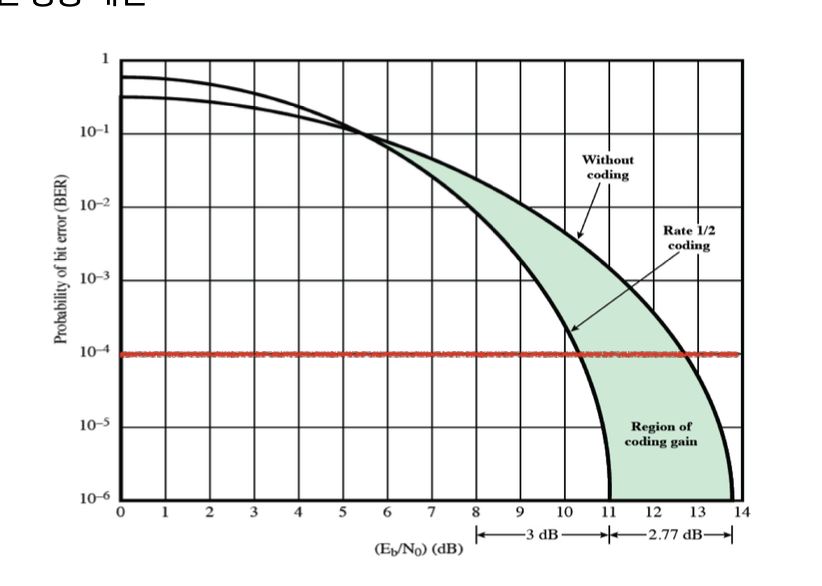 1
10⁻¹
10⁻²
10⁻³
10⁻⁴
10⁻⁵
10⁻⁶
Probability of bit error (BER)
Without
coding
Rate 1/2
coding
Region of
coding gain
0 1 2 3 4 5 6 7 8 9 10 11 12 13 14
3 dB 2.77 dB
(E_b/N_0) (dB)